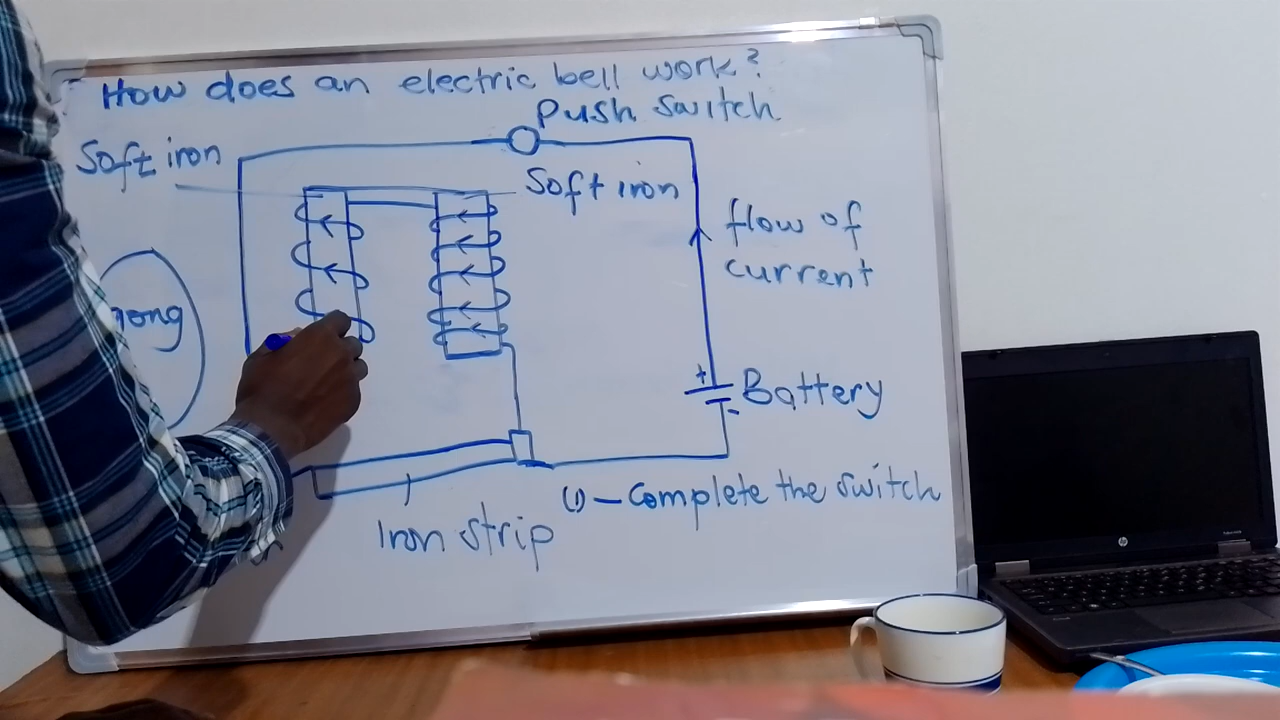 How does an electric bell work?
Push switch
Soft iron
Soft iron
flow of
current
gong
+
Battery
-
(1) - Complete the switch
Iron strip
hp